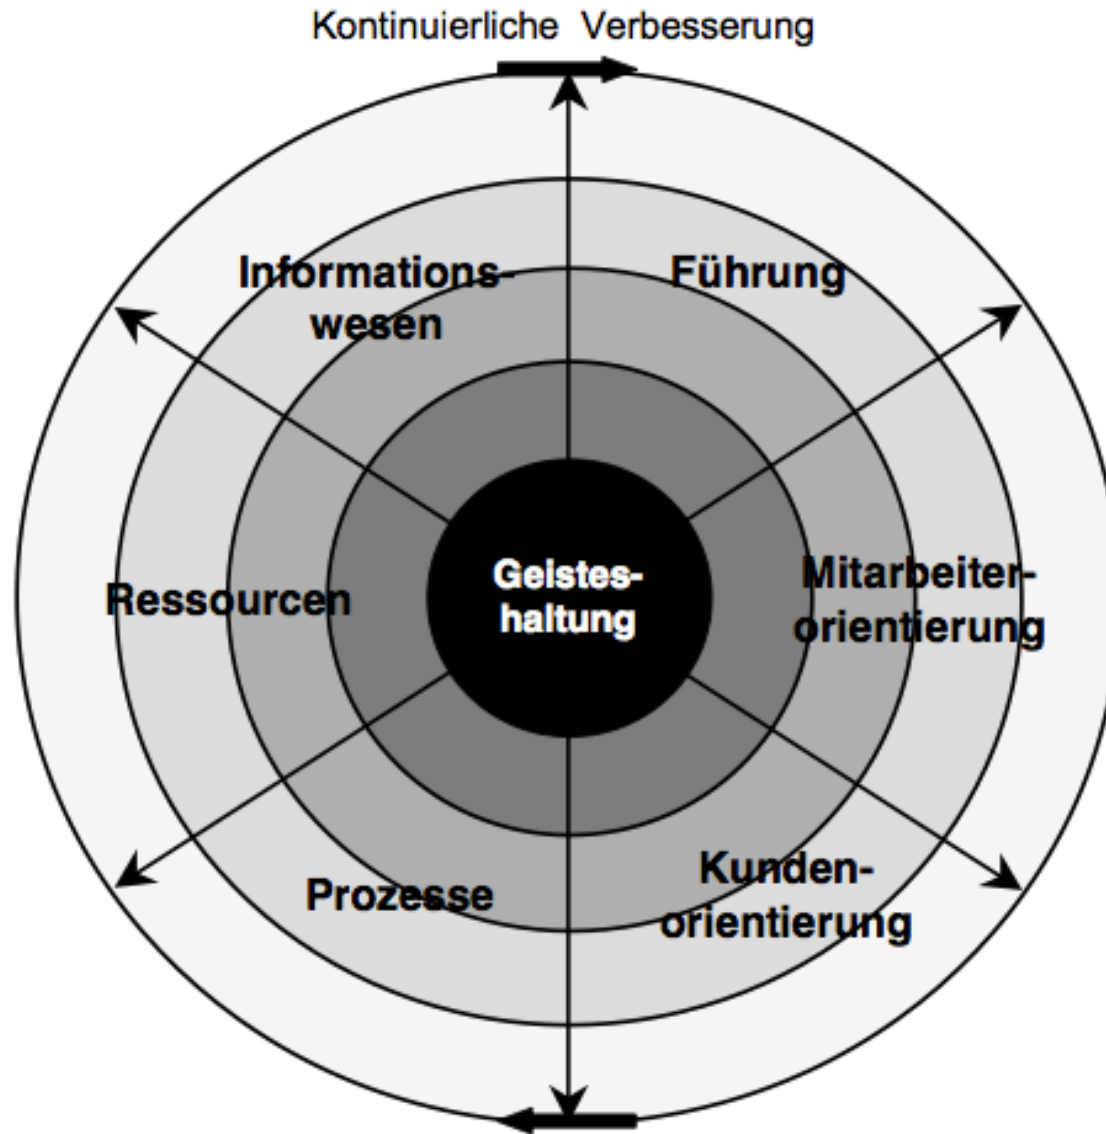 Kontinuierliche Verbesserung
Informations-
wesen
Führung
Geistes-
haltung
Ressourcen
Mitarbeiter-
orientierung
Prozesse
Kunden-
orientierung